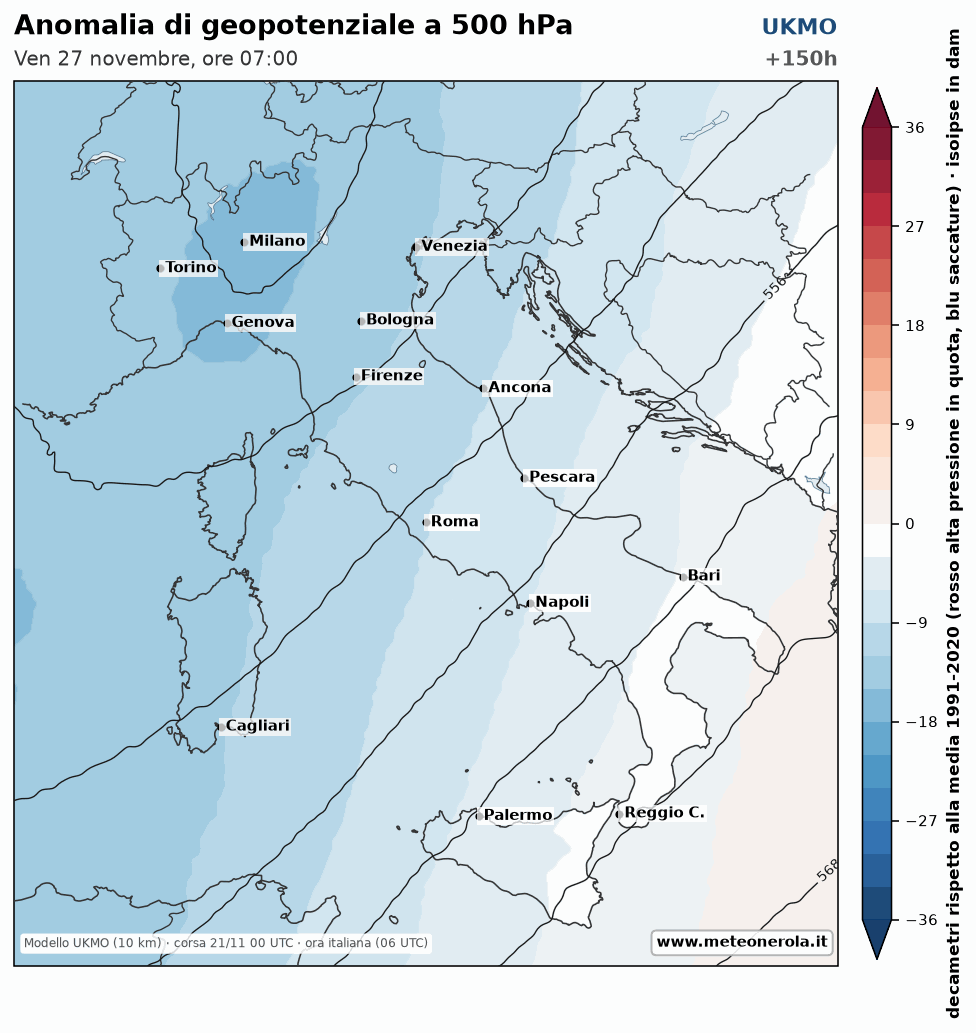 Anomalia di geopotenziale a 500 hPa
UKMO
Ven 27 novembre, ore 07:00
+150h
Milano
Venezia
Torino
556
Genova
Bologna
Firenze
Ancona
Pescara
Roma
Bari
Napoli
Cagliari
Palermo
Reggio C.
568
Modello UKMO (10 km) · corsa 21/11 00 UTC · ora italiana (06 UTC)
www.meteonerola.it
36
27
18
9
0
−9
−18
−27
−36
decametri rispetto alla media 1991-2020 (rosso alta pressione in quota, blu saccature) · isoipse in dam